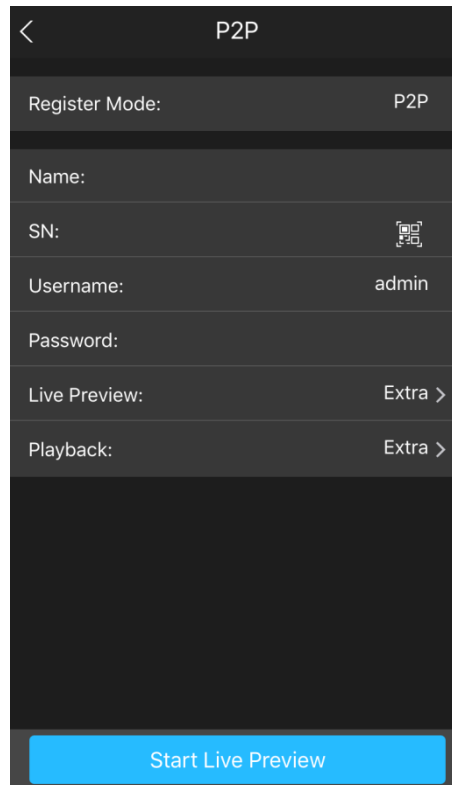 P2P
Register Mode: P2P
Name:
SN:
Username: admin
Password:
Live Preview: Extra
Playback: Extra
Start Live Preview